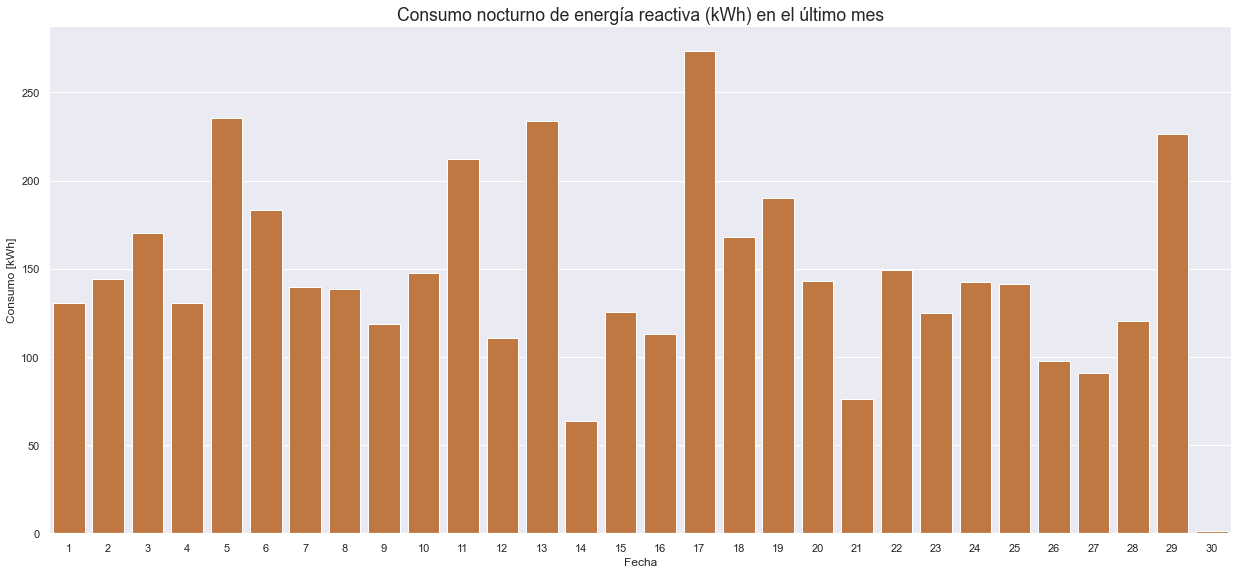 Consumo nocturno de energía reactiva (kWh) en el último mes
Consumo [kWh]
250
200
150
100
50
0
1 2 3 4 5 6 7 8 9 10 11 12 13 14 15 16 17 18 19 20 21 22 23 24 25 26 27 28 29 30
Fecha